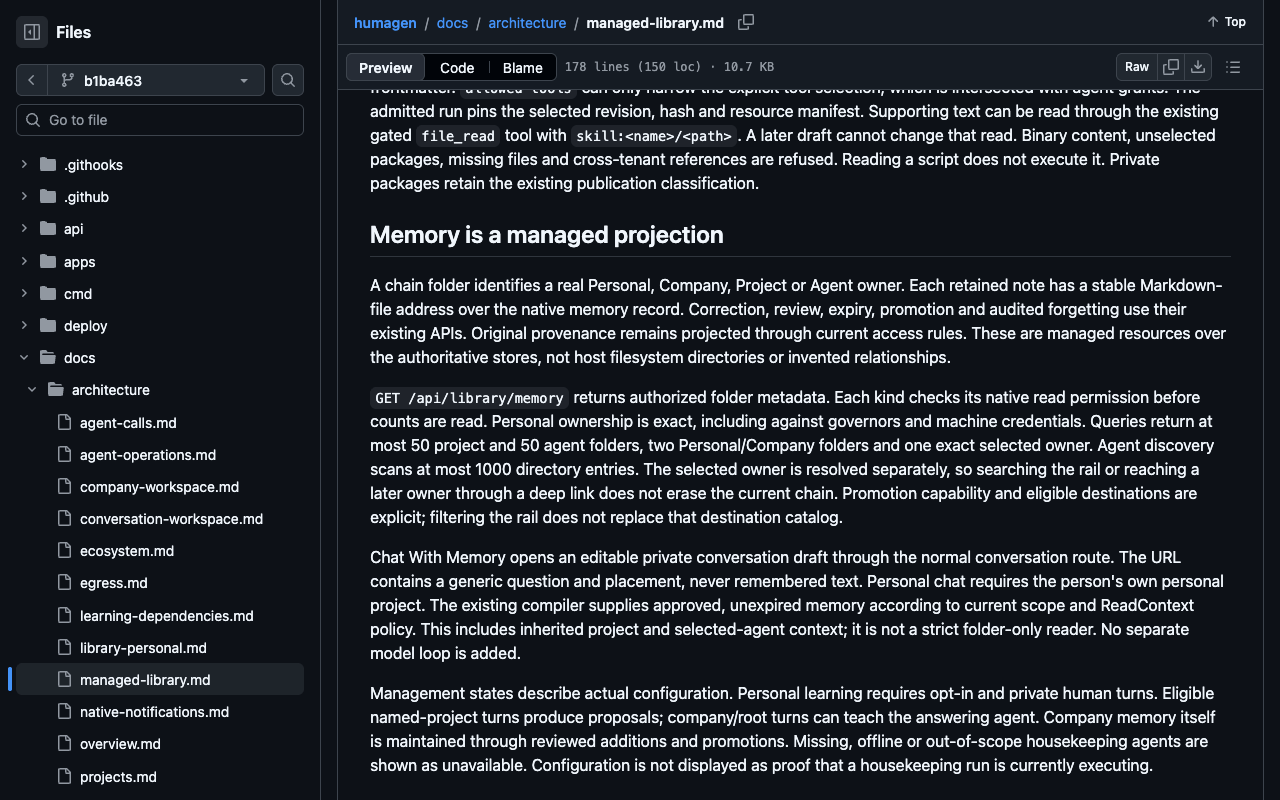 Files
humagen / docs / architecture / managed-library.md
Top
b1ba463
Preview Code Blame 178 lines (150 loc) · 10.7 KB
Raw
Go to file
.githooks
.github
api
apps
cmd
deploy
docs
architecture
agent-calls.md
agent-operations.md
company-workspace.md
conversation-workspace.md
ecosystem.md
egress.md
learning-dependencies.md
library-personal.md
managed-library.md
native-notifications.md
overview.md
projects.md
frontmatter. allowed-tools can only narrow the explicit tool selection, which is intersected with agent grants. The
admitted run pins the selected revision, hash and resource manifest. Supporting text can be read through the existing
gated file_read tool with skill:<name>/<path>. A later draft cannot change that read. Binary content, unselected
packages, missing files and cross-tenant references are refused. Reading a script does not execute it. Private
packages retain the existing publication classification.
Memory is a managed projection
A chain folder identifies a real Personal, Company, Project or Agent owner. Each retained note has a stable Markdown-
file address over the native memory record. Correction, review, expiry, promotion and audited forgetting use their
existing APIs. Original provenance remains projected through current access rules. These are managed resources over
the authoritative stores, not host filesystem directories or invented relationships.
GET /api/library/memory returns authorized folder metadata. Each kind checks its native read permission before
counts are read. Personal ownership is exact, including against governors and machine credentials. Queries return at
most 50 project and 50 agent folders, two Personal/Company folders and one exact selected owner. Agent discovery
scans at most 1000 directory entries. The selected owner is resolved separately, so searching the rail or reaching a
later owner through a deep link does not erase the current chain. Promotion capability and eligible destinations are
explicit; filtering the rail does not replace that destination catalog.
Chat With Memory opens an editable private conversation draft through the normal conversation route. The URL
contains a generic question and placement, never remembered text. Personal chat requires the person's own personal
project. The existing compiler supplies approved, unexpired memory according to current scope and ReadContext
policy. This includes inherited project and selected-agent context; it is not a strict folder-only reader. No separate
model loop is added.
Management states describe actual configuration. Personal learning requires opt-in and private human turns. Eligible
named-project turns produce proposals; company/root turns can teach the answering agent. Company memory itself
is maintained through reviewed additions and promotions. Missing, offline or out-of-scope housekeeping agents are
shown as unavailable. Configuration is not displayed as proof that a housekeeping run is currently executing.